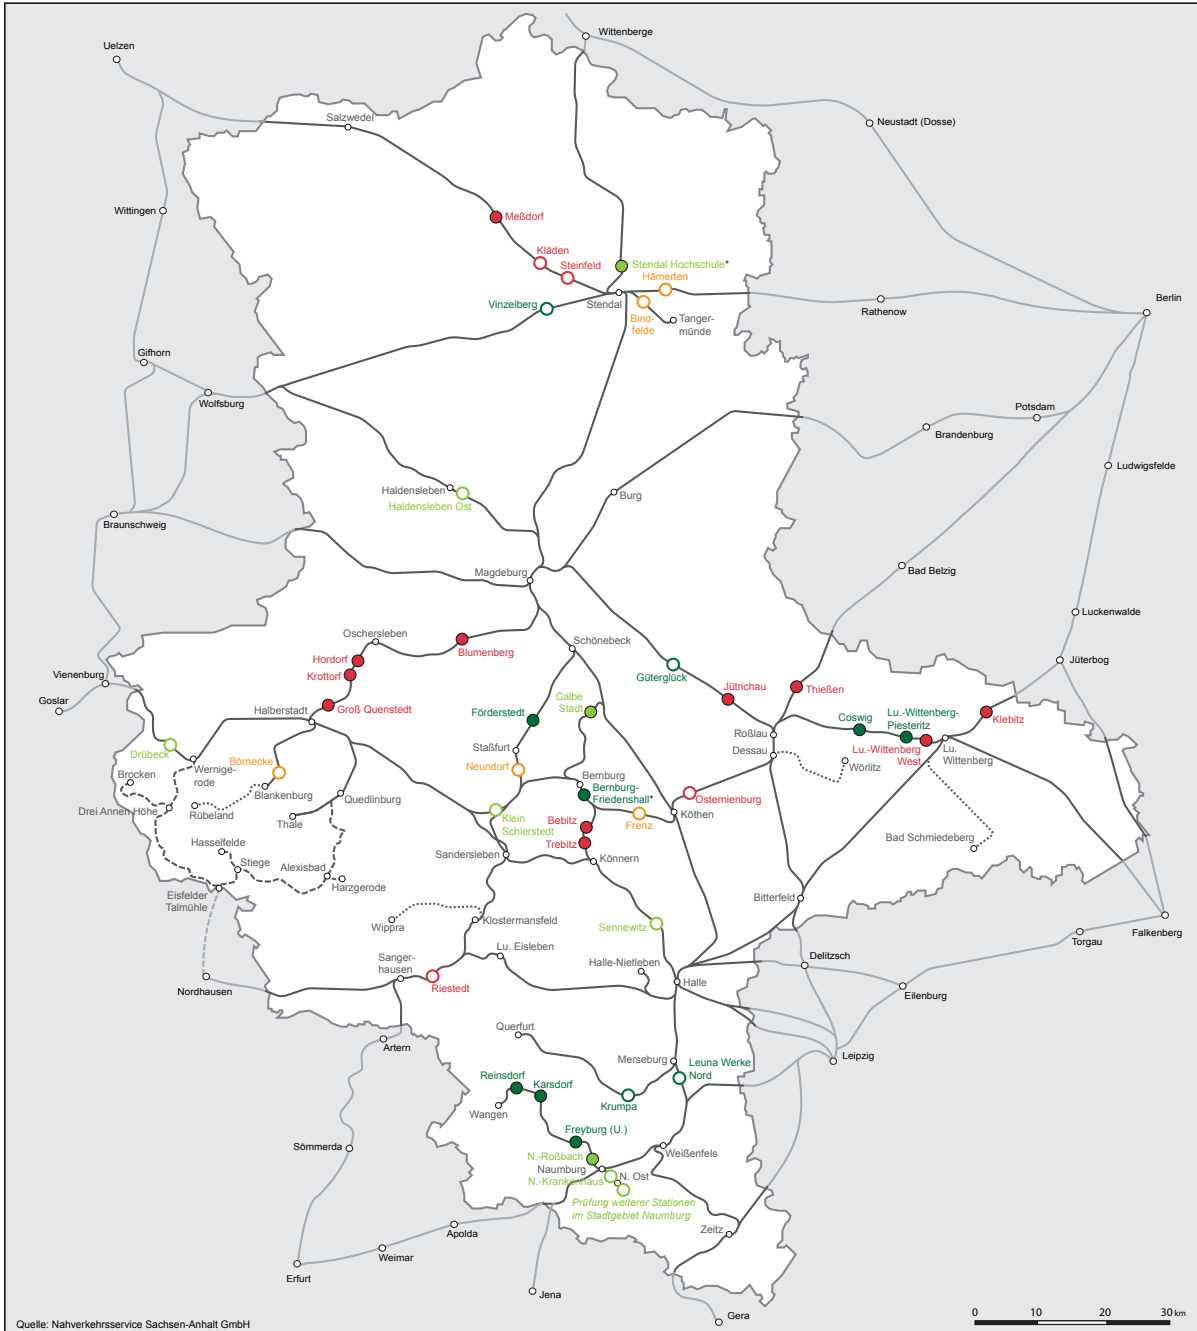 Wittenberge
Uelzen
Salzwedel
Neustadt (Dosse)
Wittingen
Meßdorf
Kläden
Steinfeld
Stendal Hochschule*
Hämerten
Vinzelberg
Stendal
Bind-
felde
Tanger-
münde
Rathenow
Berlin
Gifhorn
Wolfsburg
Potsdam
Brandenburg
Ludwigsfelde
Haldensleben
Haldensleben Ost
Burg
Braunschweig
Magdeburg
Bad Belzig
Luckenwalde
Oschersleben
Blumenberg
Schönebeck
Hordorf
Krottorf
Güterglück
Jüterbog
Vienenburg
Goslar
Groß Quenstedt
Halberstadt
Förderstedt
Calbe
Stadt
Jütrichau
Thießen
Coswig
Lu.-Wittenberg-
Piesteritz
Klebitz
Roßlau
Dessau
Lu.-Wittenberg
West
Lu.
Wittenberg
Wörlitz
Drübeck
Börnecke
Staßfurt
Neundorf
Brocken
Wernige-
rode
Blankenburg
Quedlinburg
Bernburg
Bernburg-
Friedenshall*
Osternienburg
Drei Annen Höhe
Rübeland
Thale
Klein
Schierstedt
Bebitz
Trebitz
Frenz
Köthen
Bad Schmiedeberg
Hasselfelde
Stiege
Alexisbad
Harzgerode
Sandersleben
Könnern
Eisfelder
Talmühle
Bitterfeld
Wippra
Klostermansfeld
Sennewitz
Falkenberg
Torgau
Lu. Eisleben
Halle-Nietleben
Sanger-
hausen
Riestedt
Nordhausen
Halle
Delitzsch
Eilenburg
Querfurt
Artern
Merseburg
Leuna Werke
Nord
Leipzig
Reinsdorf
Karsdorf
Wangen
Krumpa
Freyburg (U.)
Sömmerda
N.-Roßbach
Naumburg
N.-Krankenhaus
N. Ost
Weißenfels
Prüfung weiterer Stationen
im Stadtgebiet Naumburg
Zeitz
Apolda
Weimar
Erfurt
Jena
Gera
0 10 20 30 km
Quelle: Nahverkehrsservice Sachsen-Anhalt GmbH